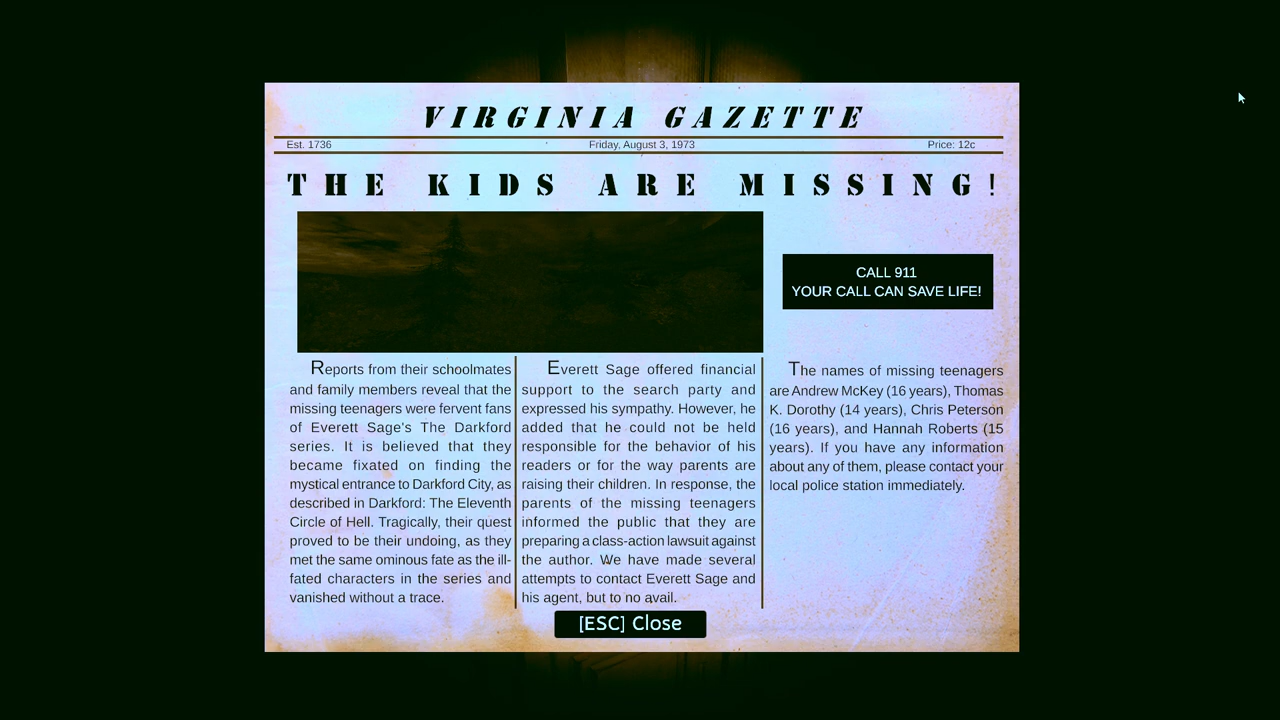 VIRGINIA GAZETTE
Est. 1736
Friday, August 3, 1973
Price: 12c
THE KIDS ARE MISSING!
CALL 911
YOUR CALL CAN SAVE LIFE!
Reports from their schoolmates
and family members reveal that the
missing teenagers were fervent fans
of Everett Sage's The Darkford
series. It is believed that they
became fixated on finding the
mystical entrance to Darkford City, as
described in Darkford: The Eleventh
Circle of Hell. Tragically, their quest
proved to be their undoing, as they
met the same ominous fate as the ill-
fated characters in the series and
vanished without a trace.
Everett Sage offered financial
support to the search party and
expressed his sympathy. However, he
added that he could not be held
responsible for the behavior of his
readers or for the way parents are
raising their children. In response, the
parents of the missing teenagers
informed the public that they are
preparing a class-action lawsuit against
the author. We have made several
attempts to contact Everett Sage and
his agent, but to no avail.
The names of missing teenagers
are Andrew McKey (16 years), Thomas
K. Dorothy (14 years), Chris Peterson
(16 years), and Hannah Roberts (15
years). If you have any information
about any of them, please contact your
local police station immediately.
[ESC] Close